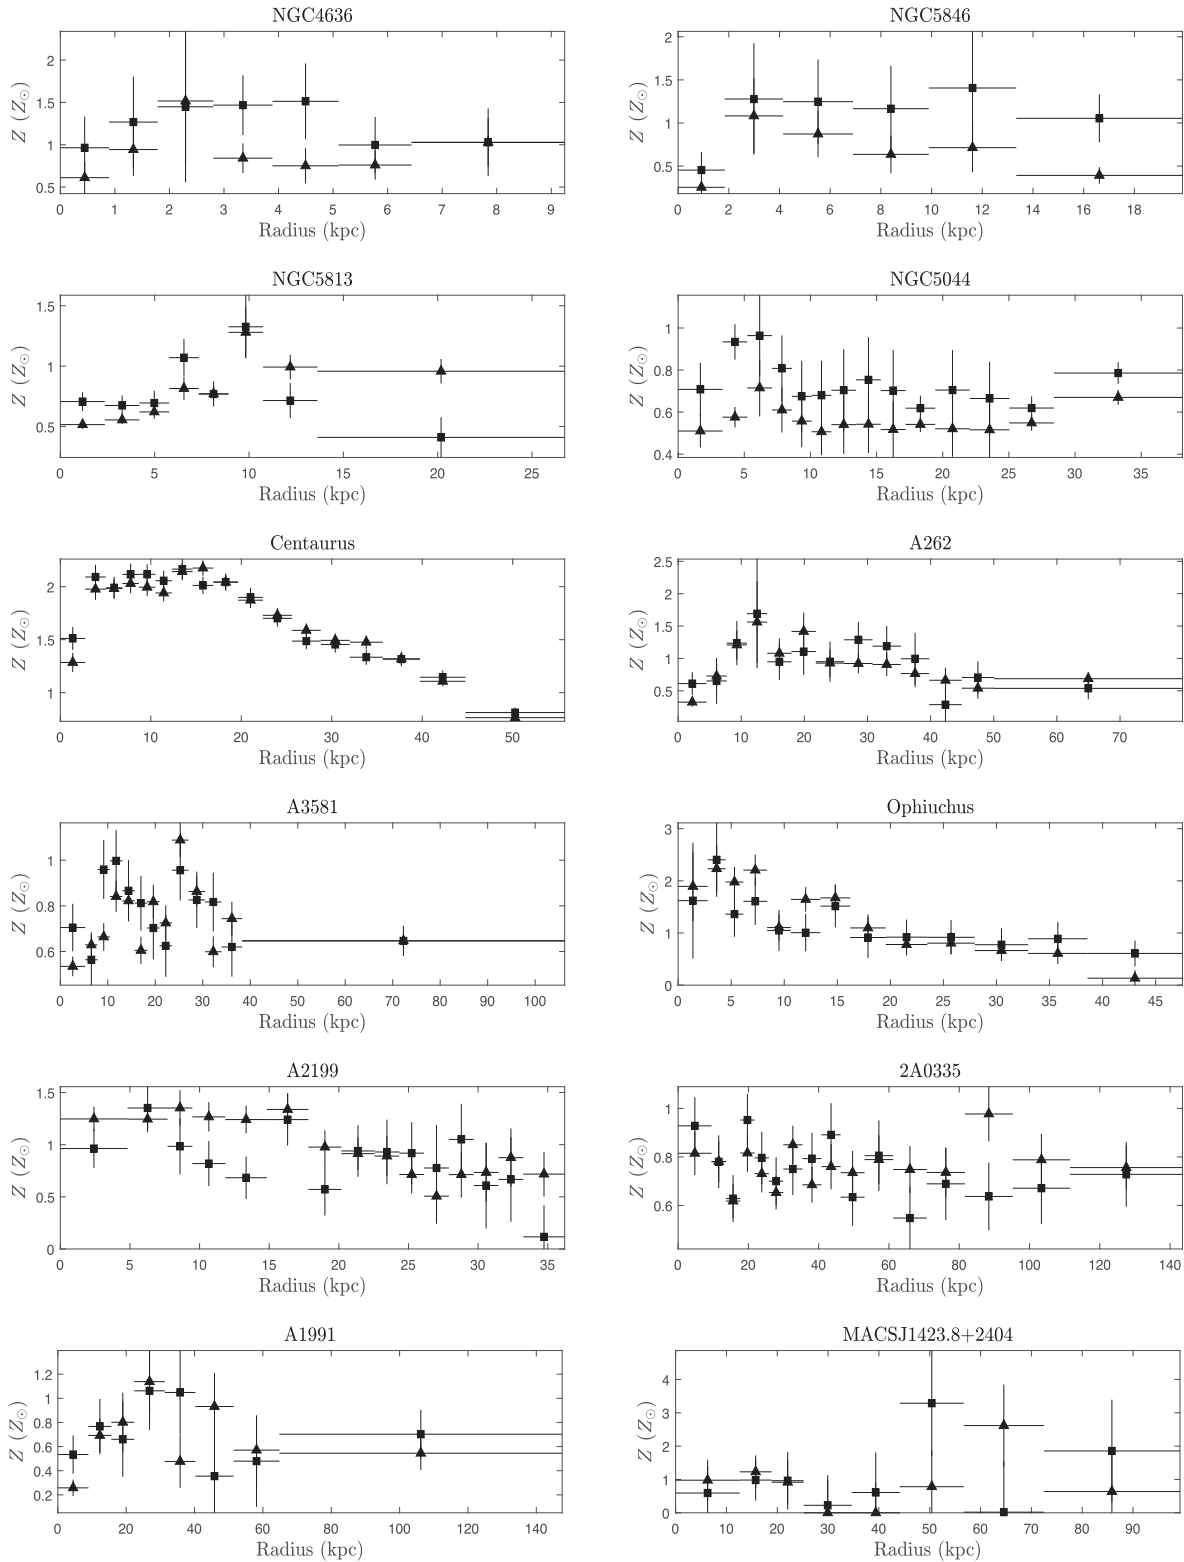 NGC4636
2
1.5
1
0.5
Z (Z⊙)
0 1 2 3 4 5 6 7 8 9
Radius (kpc)
NGC5846
2
1.5
1
0.5
Z (Z⊙)
0 2 4 6 8 10 12 14 16 18
Radius (kpc)
NGC5813
1.5
1
0.5
Z (Z⊙)
0 5 10 15 20 25
Radius (kpc)
NGC5044
1
0.8
0.6
0.4
Z (Z⊙)
0 5 10 15 20 25 30 35
Radius (kpc)
Centaurus
2
1.5
1
Z (Z⊙)
0 10 20 30 40 50
Radius (kpc)
A262
2.5
2
1.5
1
0.5
Z (Z⊙)
0 10 20 30 40 50 60 70
Radius (kpc)
A3581
1
0.8
0.6
Z (Z⊙)
0 10 20 30 40 50 60 70 80 90 100
Radius (kpc)
Ophiuchus
3
2
1
0
Z (Z⊙)
0 5 10 15 20 25 30 35 40 45
Radius (kpc)
A2199
1.5
1
0.5
0
Z (Z⊙)
0 5 10 15 20 25 30 35
Radius (kpc)
2A0335
1
0.8
0.6
Z (Z⊙)
0 20 40 60 80 100 120 140
Radius (kpc)
A1991
1.2
1
0.8
0.6
0.4
0.2
Z (Z⊙)
0 20 40 60 80 100 120 140
Radius (kpc)
MACSJ1423.8+2404
4
3
2
1
0
Z (Z⊙)
0 10 20 30 40 50 60 70 80 90
Radius (kpc)